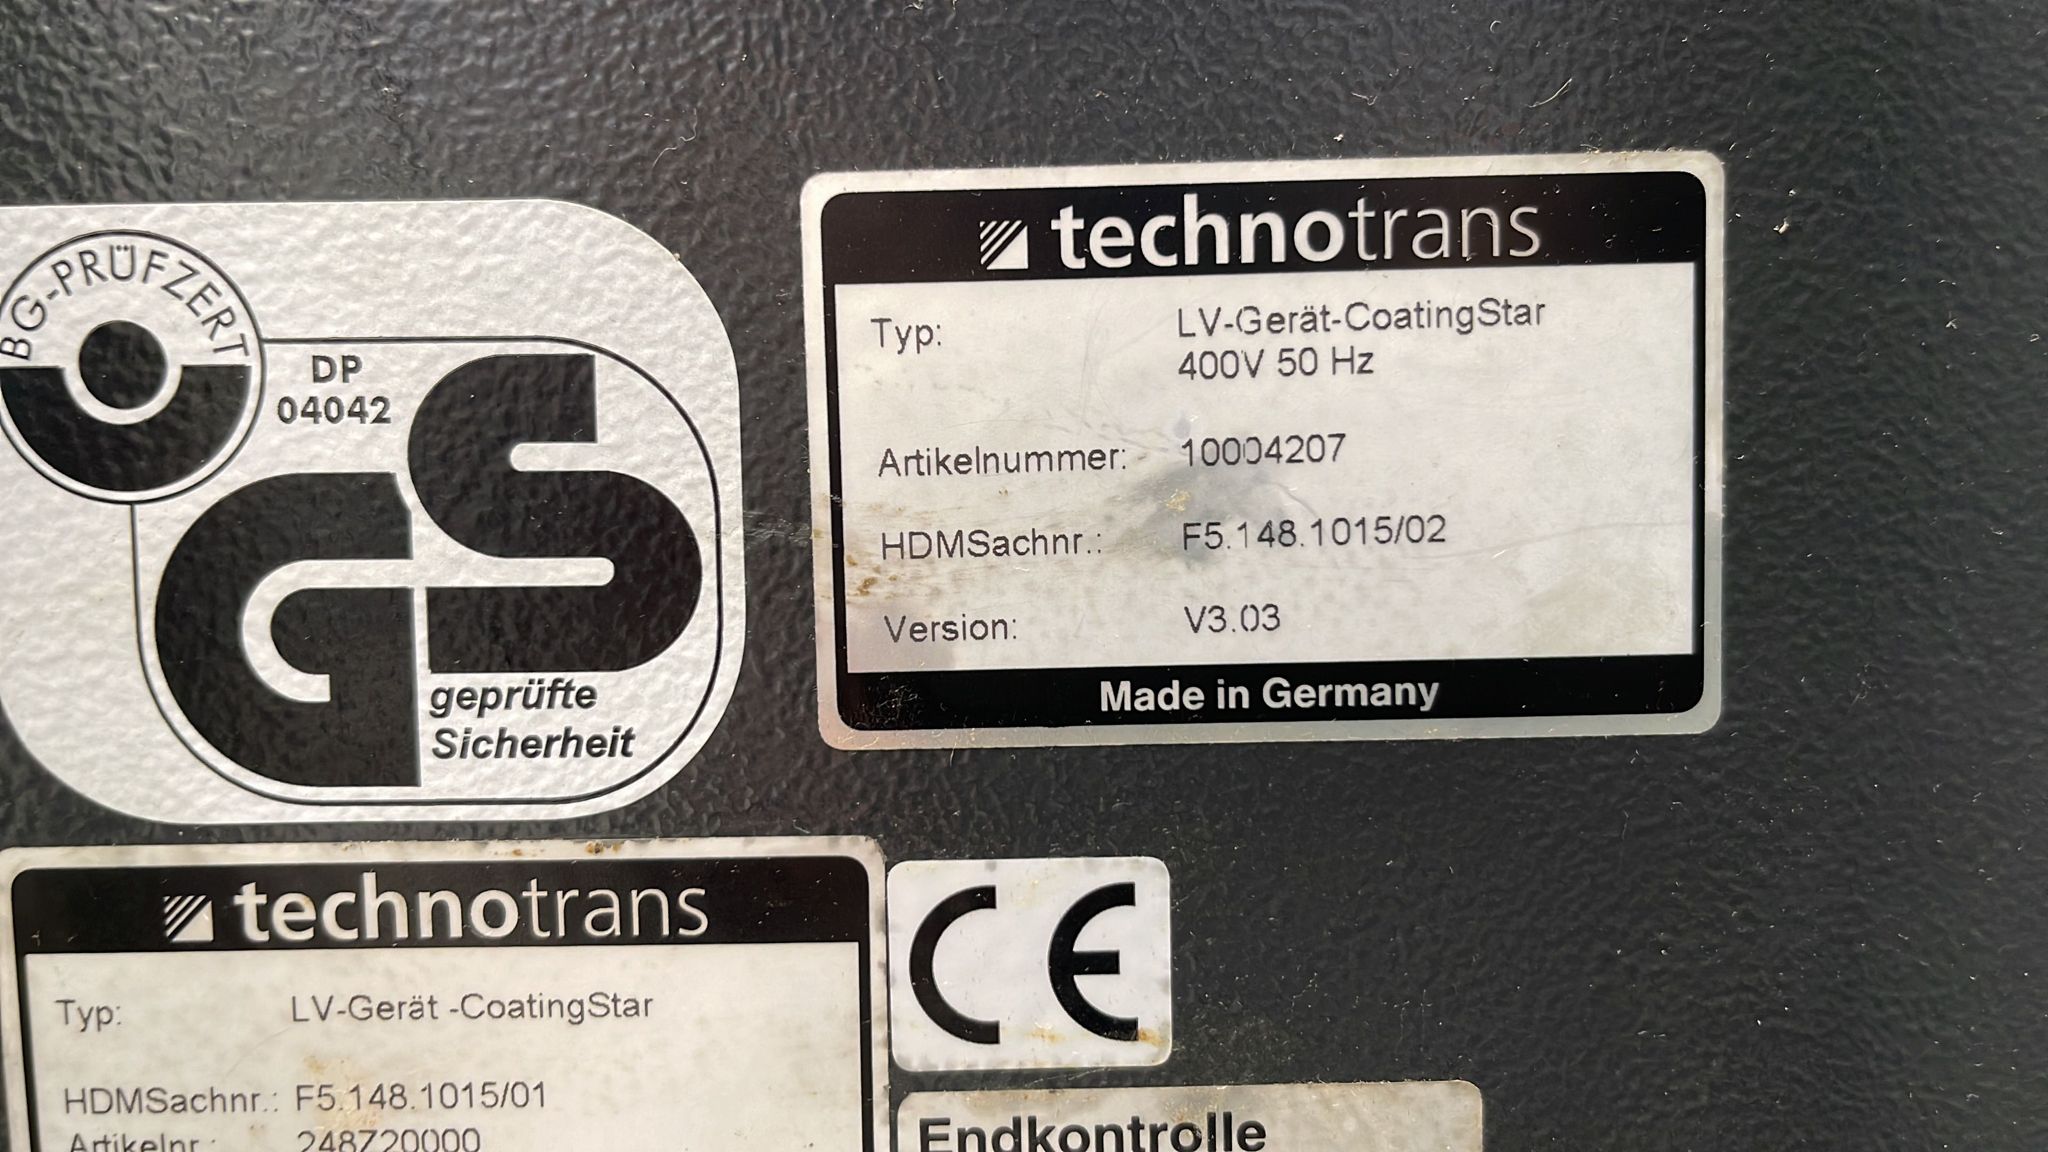 BG-PRÜFZERT
DP
04042
GS
geprüfte
Sicherheit
technotrans
Typ: LV-Gerät-CoatingStar
400V 50 Hz
Artikelnummer: 10004207
HDMSachnr.: F5.148.1015/02
Version: V3.03
Made in Germany
technotrans
Typ: LV-Gerät -CoatingStar
HDMSachnr.: F5.148.1015/01
Artikelnr.: 248Z20000
CE
Endkontrolle